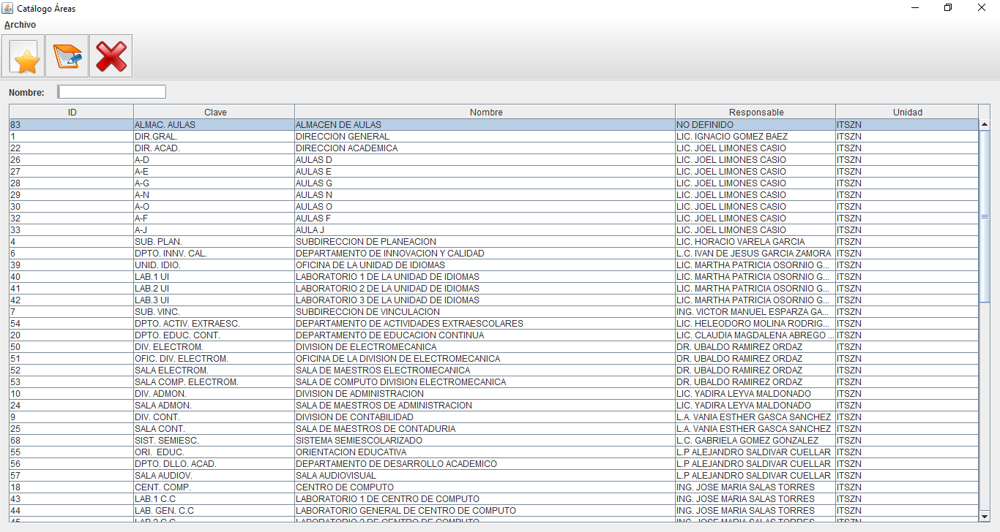 Catálogo Áreas
Archivo
Nombre:
ID Clave Nombre Responsable Unidad
83 ALMAC. AULAS ALMACEN DE AULAS NO DEFINIDO ITSZN
1 DIR.GRAL. DIRECCION GENERAL LIC. IGNACIO GOMEZ BAEZ ITSZN
22 DIR. ACAD. DIRECCION ACADEMICA LIC. JOEL LIMONES CASIO ITSZN
26 A-D AULAS D LIC. JOEL LIMONES CASIO ITSZN
27 A-E AULAS E LIC. JOEL LIMONES CASIO ITSZN
28 A-G AULAS G LIC. JOEL LIMONES CASIO ITSZN
29 A-N AULAS N LIC. JOEL LIMONES CASIO ITSZN
30 A-O AULAS O LIC. JOEL LIMONES CASIO ITSZN
32 A-F AULAS F LIC. JOEL LIMONES CASIO ITSZN
33 A-J AULA J LIC. JOEL LIMONES CASIO ITSZN
4 SUB. PLAN. SUBDIRECCION DE PLANEACION LIC. HORACIO VARELA GARCIA ITSZN
6 DPTO. INNV. CAL. DEPARTAMENTO DE INNOVACION Y CALIDAD L.C. IVAN DE JESUS GARCIA ZAMORA ITSZN
39 UNID. IDIO. OFICINA DE LA UNIDAD DE IDIOMAS LIC. MARTHA PATRICIA OSORNIO G... ITSZN
40 LAB.1 UI LABORATORIO 1 DE LA UNIDAD DE IDIOMAS LIC. MARTHA PATRICIA OSORNIO G... ITSZN
41 LAB.2 UI LABORATORIO 2 DE LA UNIDAD DE IDIOMAS LIC. MARTHA PATRICIA OSORNIO G... ITSZN
42 LAB.3 UI LABORATORIO 3 DE LA UNIDAD DE IDIOMAS LIC. MARTHA PATRICIA OSORNIO G... ITSZN
7 SUB. VINC. SUBDIRECCION DE VINCULACION ING. VICTOR MANUEL ESPARZA GA... ITSZN
54 DPTO. ACTIV. EXTRAESC. DEPARTAMENTO DE ACTIVIDADES EXTRAESCOLARES LIC. HELEODORO MOLINA RODRIG... ITSZN
20 DPTO. EDUC. CONT. DEPARTAMENTO DE EDUCACION CONTINUA LIC. CLAUDIA MAGDALENA ABREGO ... ITSZN
50 DIV. ELECTROM. DIVISION DE ELECTROMECANICA DR. UBALDO RAMIREZ ORDAZ ITSZN
51 OFIC. DIV. ELECTROM. OFICINA DE LA DIVISION DE ELECTROMECANICA DR. UBALDO RAMIREZ ORDAZ ITSZN
52 SALA ELECTROM. SALA DE MAESTROS ELECTROMECANICA DR. UBALDO RAMIREZ ORDAZ ITSZN
53 SALA COMP. ELECTROM. SALA DE COMPUTO DIVISION ELECTROMECANICA DR. UBALDO RAMIREZ ORDAZ ITSZN
10 DIV. ADMON. DIVISION DE ADMINISTRACION LIC. YADIRA LEYVA MALDONADO ITSZN
24 SALA ADMON. SALA DE MAESTROS DE ADMINISTRACION LIC. YADIRA LEYVA MALDONADO ITSZN
9 DIV. CONT. DIVISION DE CONTABILIDAD L.A. VANIA ESTHER GASCA SANCHEZ ITSZN
25 SALA CONT. SALA DE MAESTROS DE CONTADURIA L.A. VANIA ESTHER GASCA SANCHEZ ITSZN
68 SIST. SEMIESC. SISTEMA SEMIESCOLARIZADO L.C. GABRIELA GOMEZ GONZALEZ ITSZN
55 ORI. EDUC. ORIENTACION EDUCATIVA L.P ALEJANDRO SALDIVAR CUELLAR ITSZN
56 DPTO. DLLO. ACAD. DEPARTAMENTO DE DESARROLLO ACADEMICO L.P ALEJANDRO SALDIVAR CUELLAR ITSZN
57 SALA AUDIOV. SALA AUDIOVISUAL L.P ALEJANDRO SALDIVAR CUELLAR ITSZN
18 CENT. COMP. CENTRO DE COMPUTO ING. JOSE MARIA SALAS TORRES ITSZN
43 LAB.1 C.C LABORATORIO 1 DE CENTRO DE COMPUTO ING. JOSE MARIA SALAS TORRES ITSZN
44 LAB. GEN. C.C LABORATORIO GENERAL DE CENTRO DE COMPUTO ING. JOSE MARIA SALAS TORRES ITSZN